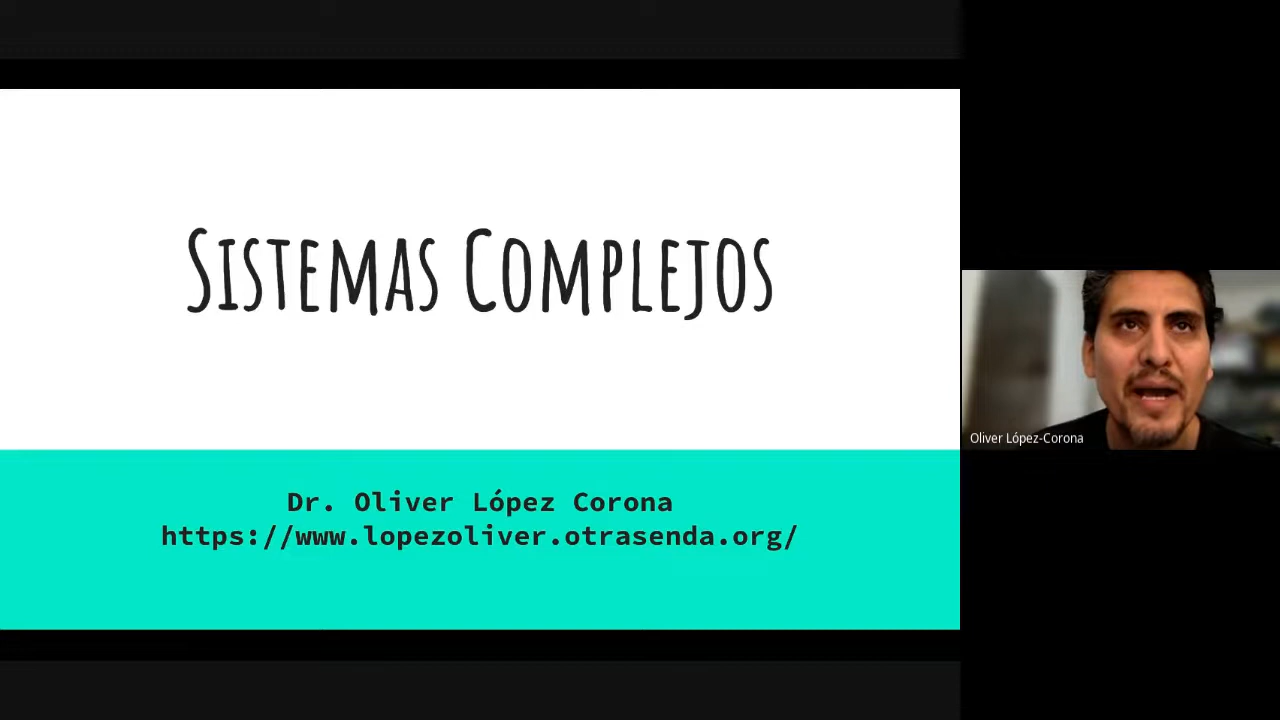 Sistemas Complejos
Dr. Oliver López Corona
https://www.lopezoliver.otrasenda.org/
Oliver López-Corona